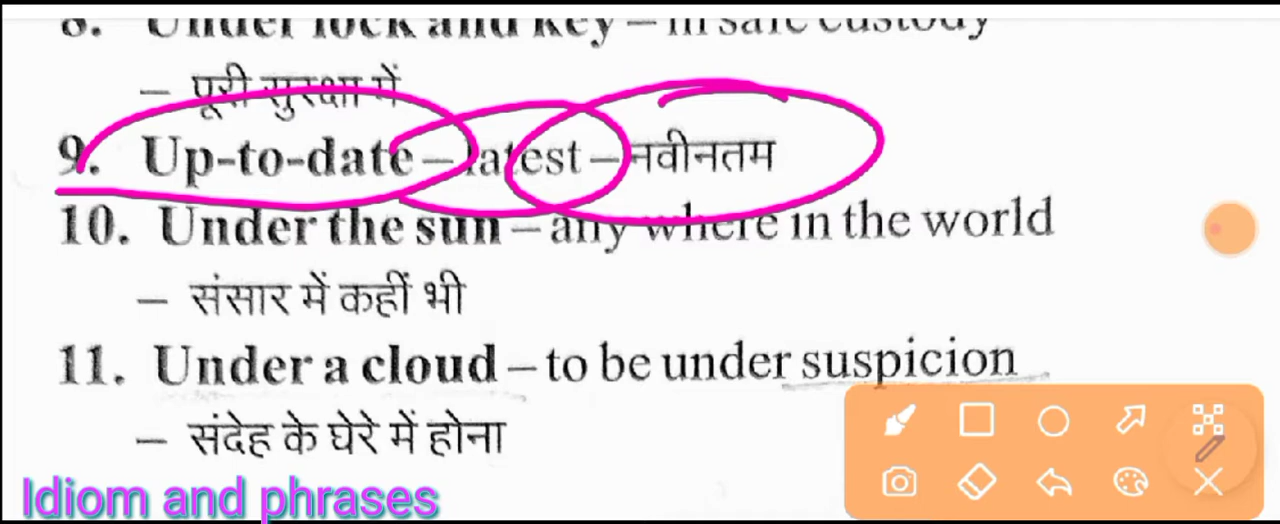 8. Under lock and key – in safe custody
– पूरी सुरक्षा में
9. Up-to-date – latest – नवीनतम
10. Under the sun – any where in the world
– संसार में कहीं भी
11. Under a cloud – to be under suspicion
– संदेह के घेरे में होना
Idiom and phrases